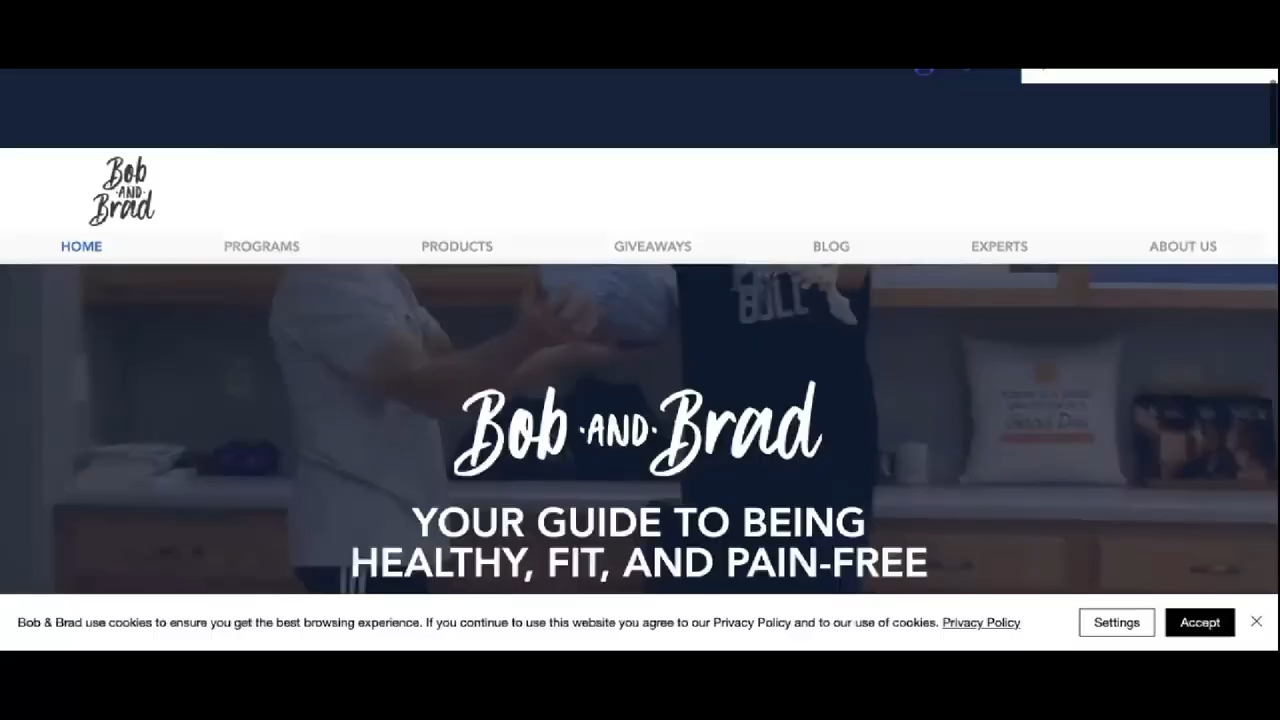 Bob
AND
Brad
HOME PROGRAMS PRODUCTS GIVEAWAYS BLOG EXPERTS ABOUT US
Bob AND Brad
YOUR GUIDE TO BEING
HEALTHY, FIT, AND PAIN-FREE
Bob & Brad use cookies to ensure you get the best browsing experience. If you continue to use this website you agree to our Privacy Policy and to our use of cookies. Privacy Policy
Settings Accept